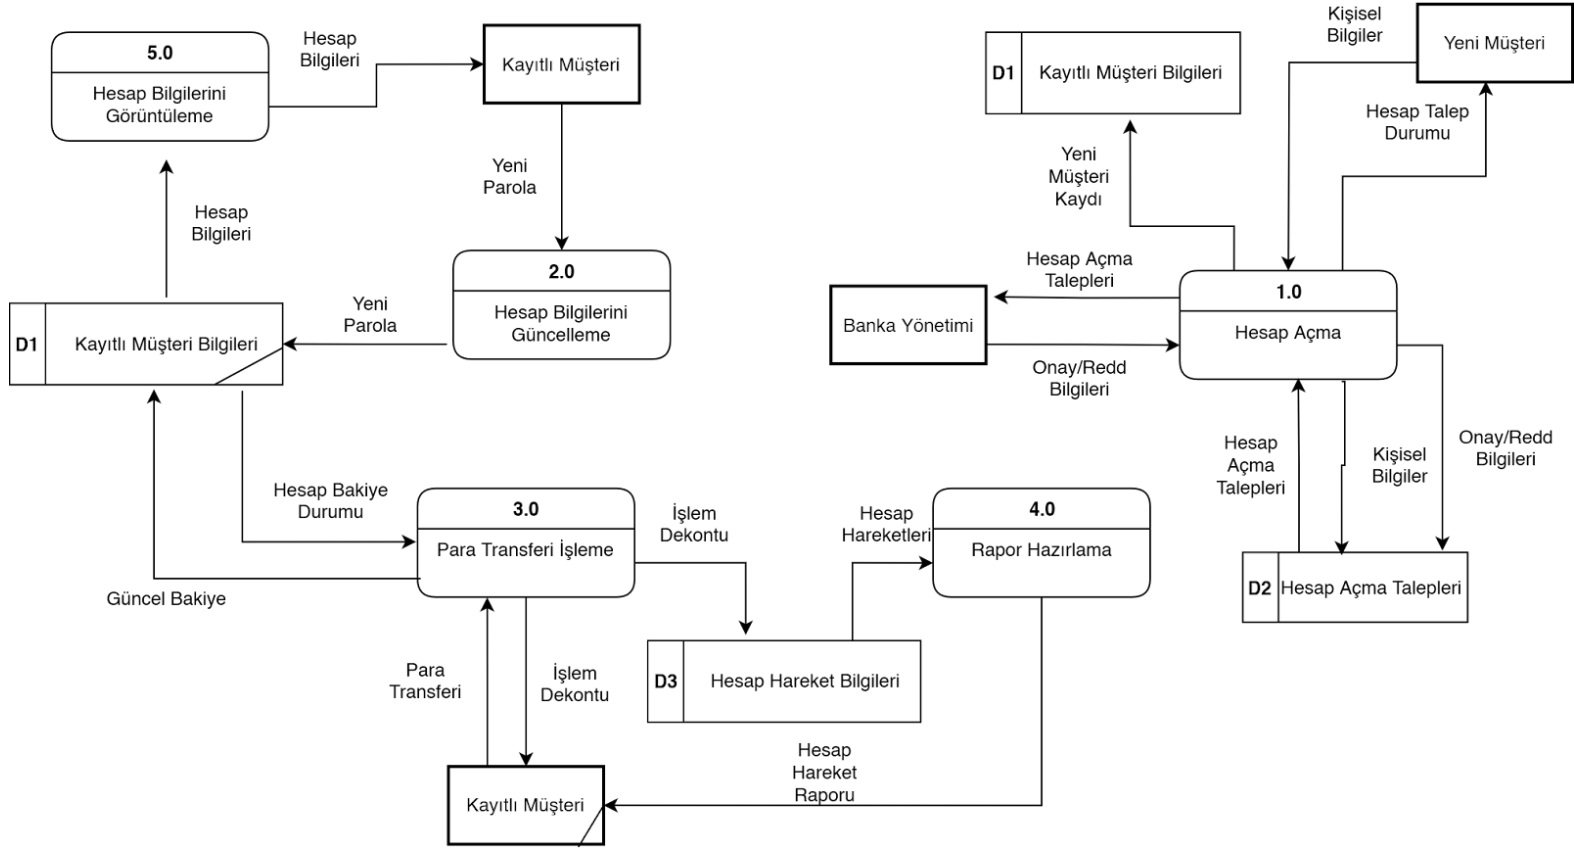 5.0
Hesap Bilgilerini
Görüntüleme
Hesap
Bilgileri
Kayıtlı Müşteri
Yeni
Parola
Hesap
Bilgileri
2.0
Hesap Bilgilerini
Güncelleme
Yeni
Parola
D1
Kayıtlı Müşteri Bilgileri
Hesap Bakiye
Durumu
Güncel Bakiye
3.0
Para Transferi İşleme
İşlem
Dekontu
Para
Transferi
İşlem
Dekontu
Kayıtlı Müşteri
D3
Hesap Hareket Bilgileri
Hesap
Hareketleri
4.0
Rapor Hazırlama
Hesap
Hareket
Raporu
D1
Kayıtlı Müşteri Bilgileri
Kişisel
Bilgiler
Yeni Müşteri
Hesap Talep
Durumu
Yeni
Müşteri
Kaydı
Hesap Açma
Talepleri
Banka Yönetimi
Onay/Redd
Bilgileri
1.0
Hesap Açma
Hesap
Açma
Talepleri
Kişisel
Bilgiler
Onay/Redd
Bilgileri
D2
Hesap Açma Talepleri